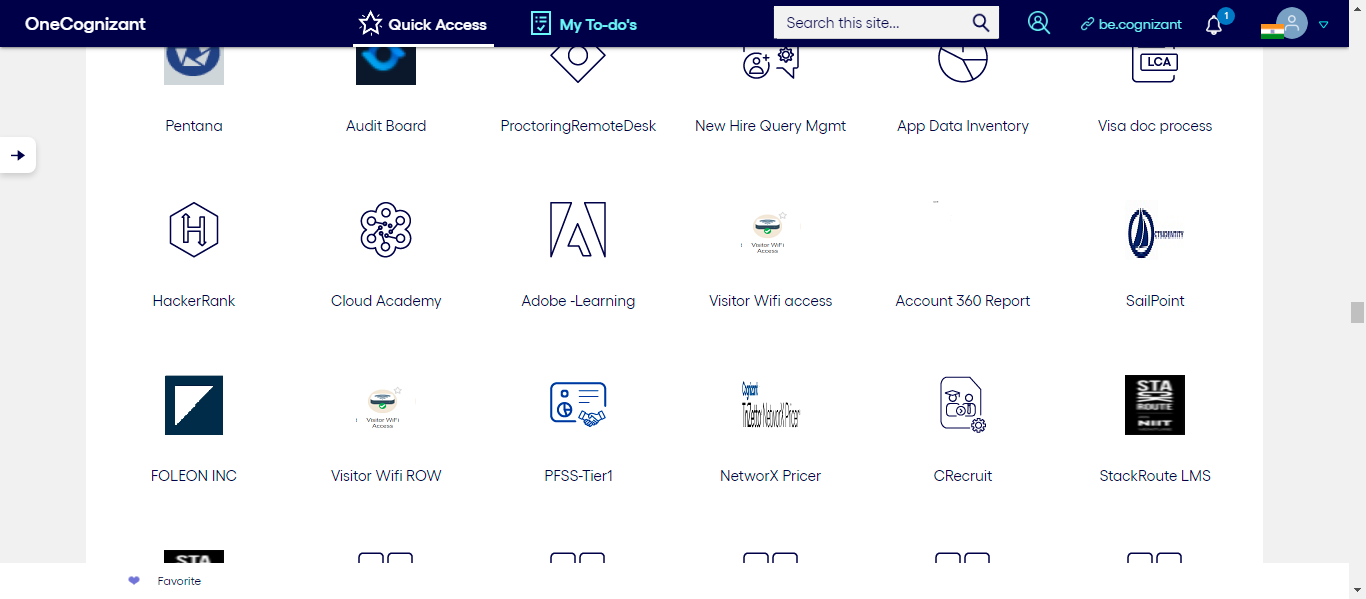 OneCognizant
Quick Access
My To-do's
Search this site...
be.cognizant
1
LCA
Pentana
Audit Board
ProctoringRemoteDesk
New Hire Query Mgmt
App Data Inventory
Visa doc process
Visitor WiFi
Access
HackerRank
Cloud Academy
Adobe -Learning
Visitor Wifi access
Account 360 Report
SailPoint
Visitor WiFi
Access
Cognizant
TriZetto NetworX Pricer
STA
ROUTE
NIIT
FOLEON INC
Visitor Wifi ROW
PFSS-Tier1
NetworX Pricer
CRecruit
StackRoute LMS
STA
Favorite